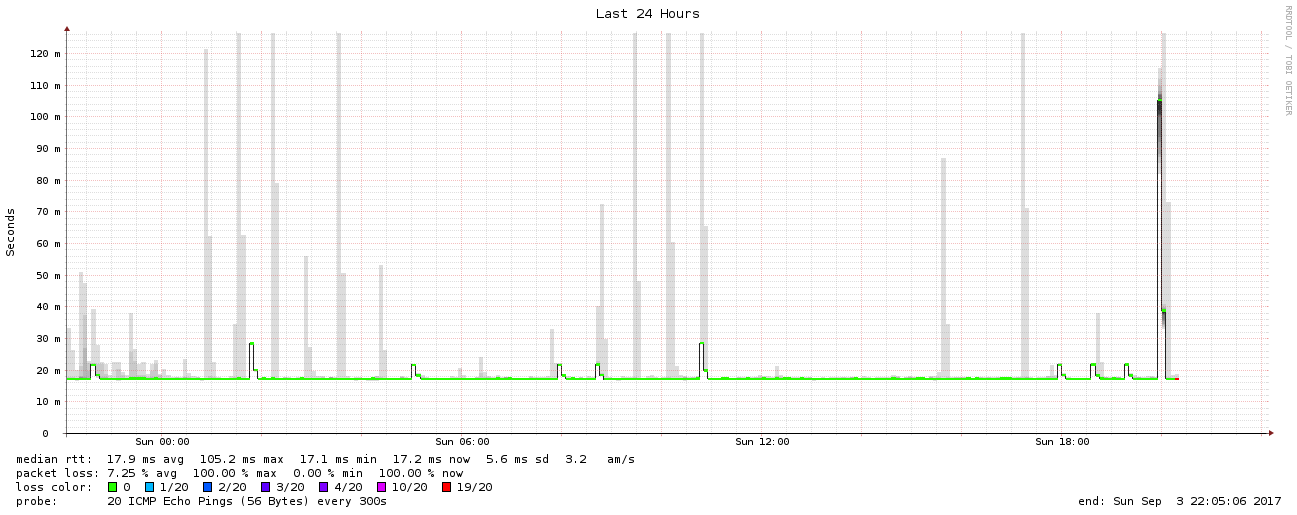 Last 24 Hours
RRDTOOL / TOBI OETIKER
Seconds
120 m
110 m
100 m
90 m
80 m
70 m
60 m
50 m
40 m
30 m
20 m
10 m
0
Sun 00:00 Sun 06:00 Sun 12:00 Sun 18:00
median rtt: 17.9 ms avg 105.2 ms max 17.1 ms min 17.2 ms now 5.6 ms sd 3.2 am/s
packet loss: 7.25 % avg 100.00 % max 0.00 % min 100.00 % now
loss color: 0 1/20 2/20 3/20 4/20 10/20 19/20
probe: 20 ICMP Echo Pings (56 Bytes) every 300s end: Sun Sep 3 22:05:06 2017